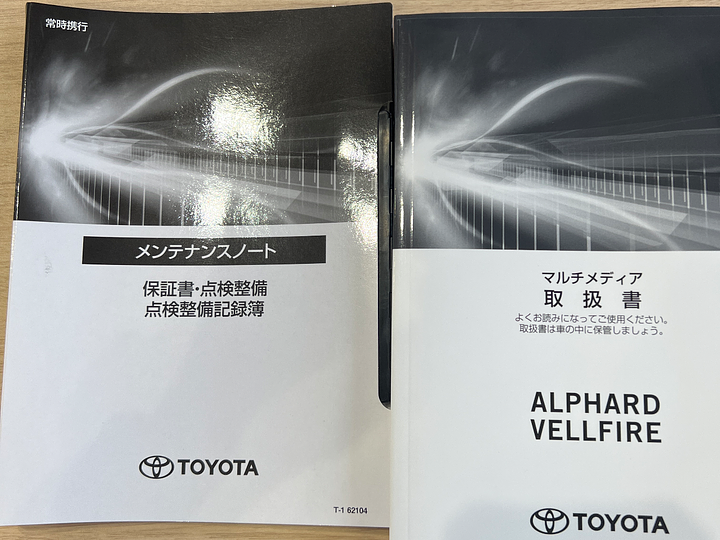 常時携行
メンテナンスノート
保証書・点検整備
点検整備記録簿
TOYOTA
T-1 62104
マルチメディア
取扱書
よくお読みになってご使用ください。
取扱書は車の中に保管しましょう。
ALPHARD
VELLFIRE
TOYOTA